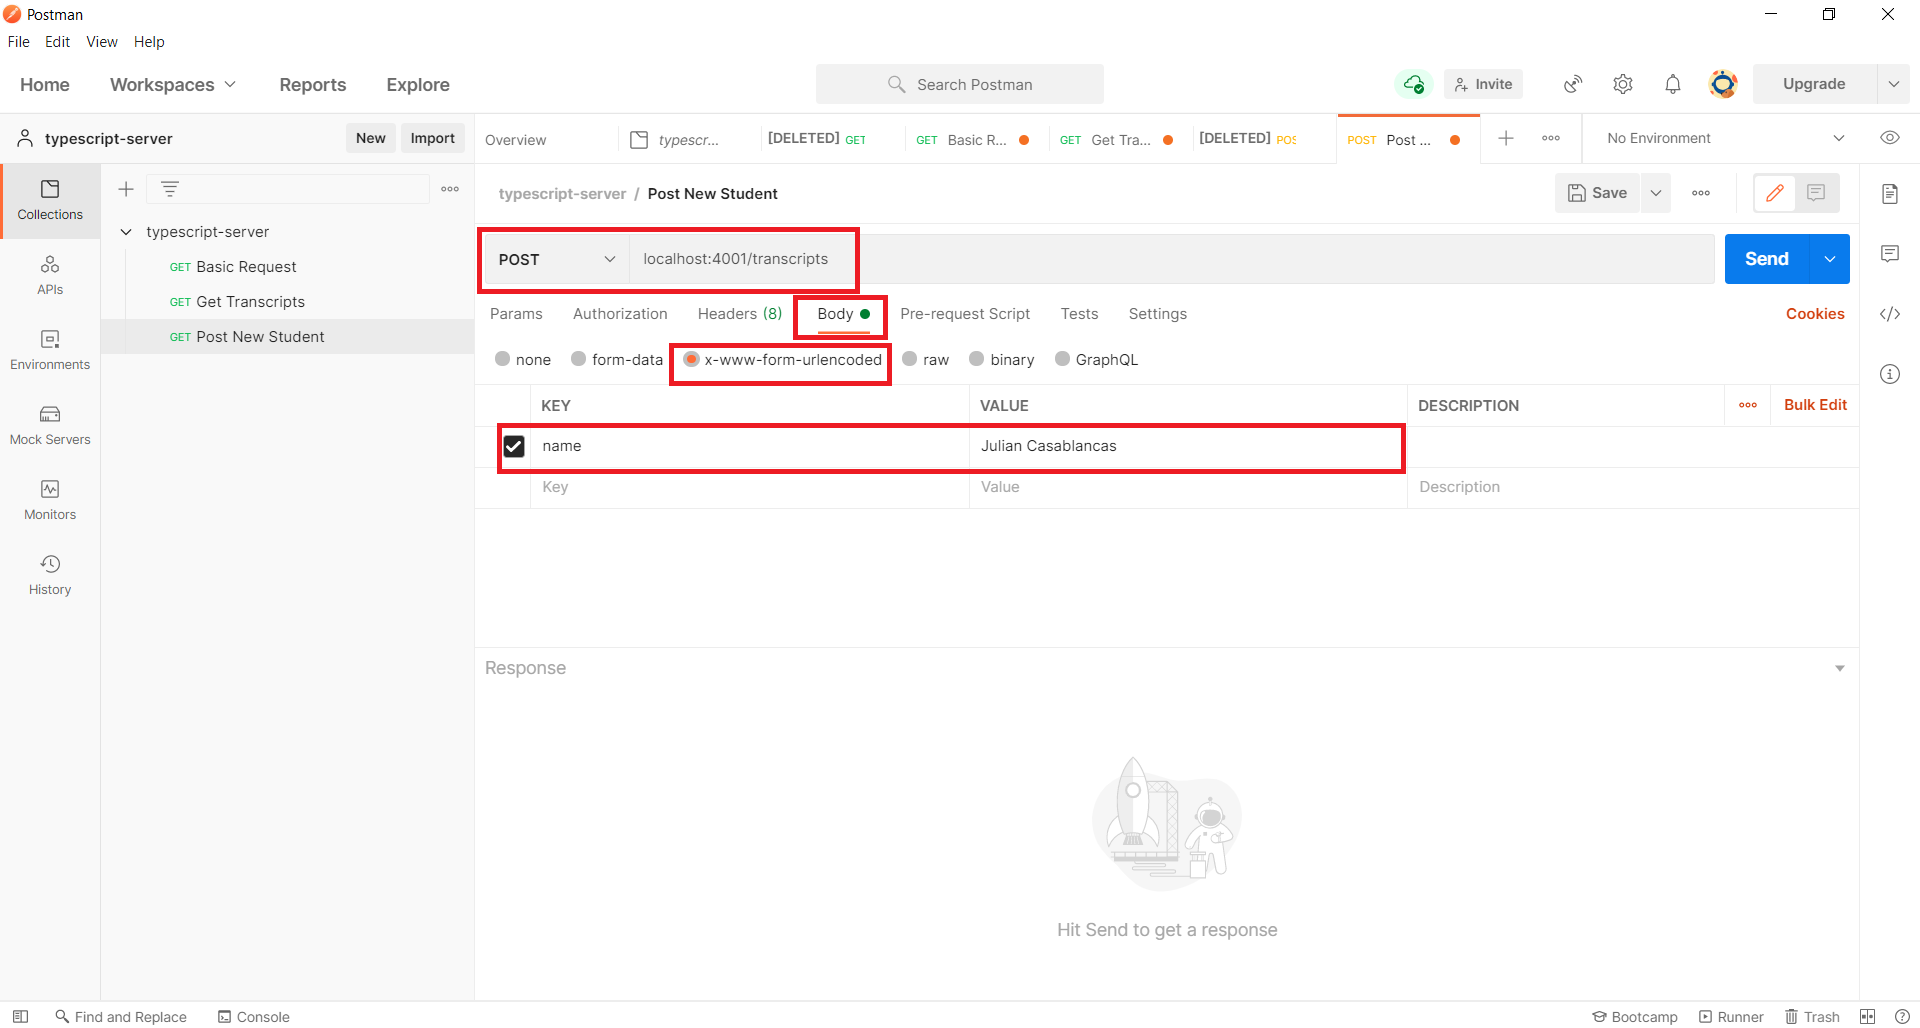 Postman
File Edit View Help
Home Workspaces Reports Explore Search Postman Invite Upgrade
typescript-server New Import Overview typescr... [DELETED] GET GET Basic R... GET Get Tra... [DELETED] POS POST Post ... No Environment
Collections
typescript-server / Post New Student Save
typescript-server
GET Basic Request
GET Get Transcripts
GET Post New Student
APIs
Environments
Mock Servers
Monitors
History
POST localhost:4001/transcripts Send
Params Authorization Headers (8) Body Pre-request Script Tests Settings Cookies
none form-data x-www-form-urlencoded raw binary GraphQL
KEY VALUE DESCRIPTION Bulk Edit
name Julian Casablancas
Key Value Description
Response
Hit Send to get a response
Find and Replace Console Bootcamp Runner Trash